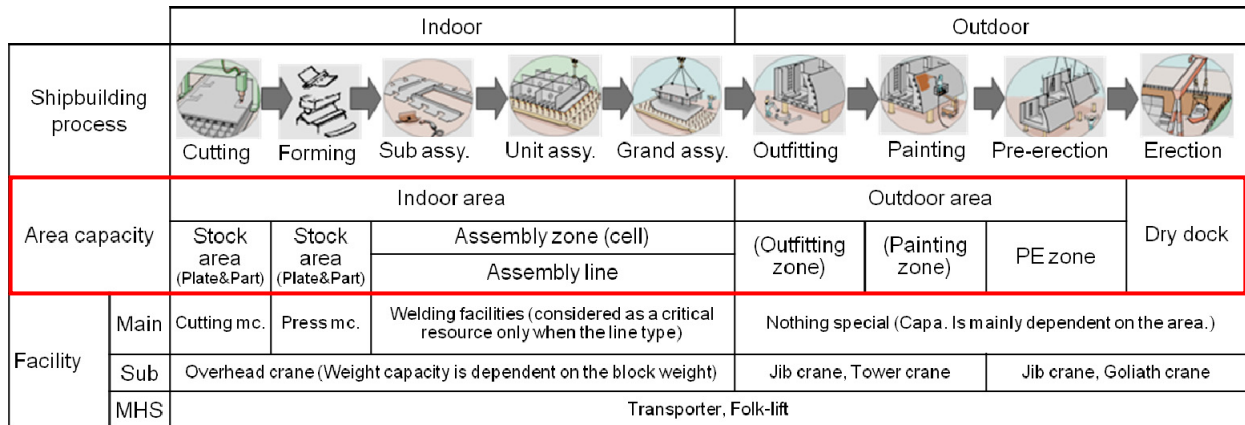 Indoor
Outdoor
Shipbuilding
process
Cutting
Forming
Sub assy.
Unit assy.
Grand assy.
Outfitting
Painting
Pre-erection
Erection
Area capacity
Indoor area
Outdoor area
Dry dock
Stock
area
(Plate&Part)
Stock
area
(Plate&Part)
Assembly zone (cell)
Assembly line
(Outfitting
zone)
(Painting
zone)
PE zone
Facility
Main
Cutting mc.
Press mc.
Welding facilities (considered as a critical
resource only when the line type)
Nothing special (Capa. Is mainly dependent on the area.)
Sub
Overhead crane (Weight capacity is dependent on the block weight)
Jib crane, Tower crane
Jib crane, Goliath crane
MHS
Transporter, Folk-lift